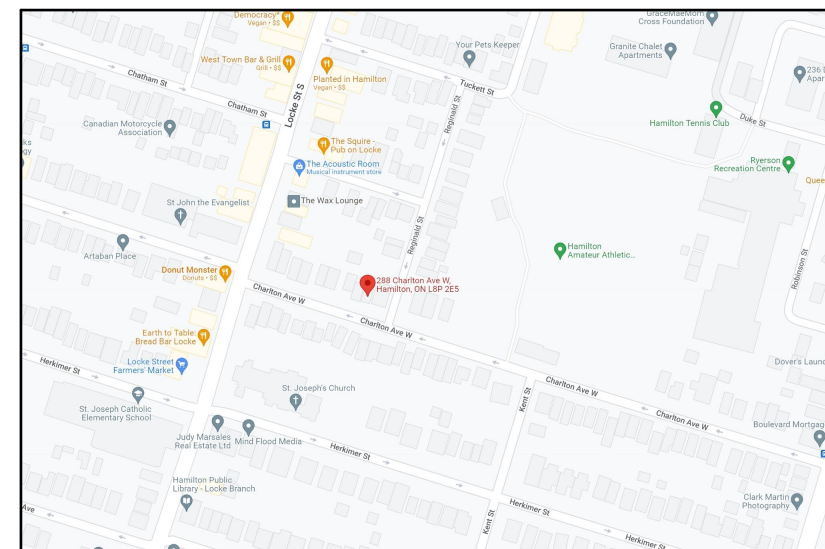 Democracy*
Vegan • $$
GraceMaeMom
Cross Foundation
Your Pets Keeper
Granite Chalet
Apartments
West Town Bar & Grill
Grill • $$
Planted in Hamilton
Vegan • $$
236
Chatham St
Tuckett St
Locke St S
Chatham St
Reginald St
Hamilton Tennis Club
Duke St
Canadian Motorcycle
Association
The Squire -
Pub on Locke
The Acoustic Room
Musical instrument store
Ryerson
Recreation Centre
St John the Evangelist
The Wax Lounge
Reginald St
Artaban Place
Hamilton
Amateur Athletic...
Robinson St
Donut Monster
Donuts • $$
288 Charlton Ave W,
Hamilton, ON L8P 2E5
Charlton Ave W
Charlton Ave W
Earth to Table:
Bread Bar Locke
Locke Street
Farmers' Market
Herkimer St
St. Joseph's Church
Charlton Ave W
Kent St
Charlton Ave W
St. Joseph Catholic
Elementary School
Judy Marsales
Real Estate Ltd
Mind Flood Media
Herkimer St
Hamilton Public
Library - Locke Branch
Clark Martin
Photography
Herkimer St
Ave
Kent St
Herkimer St